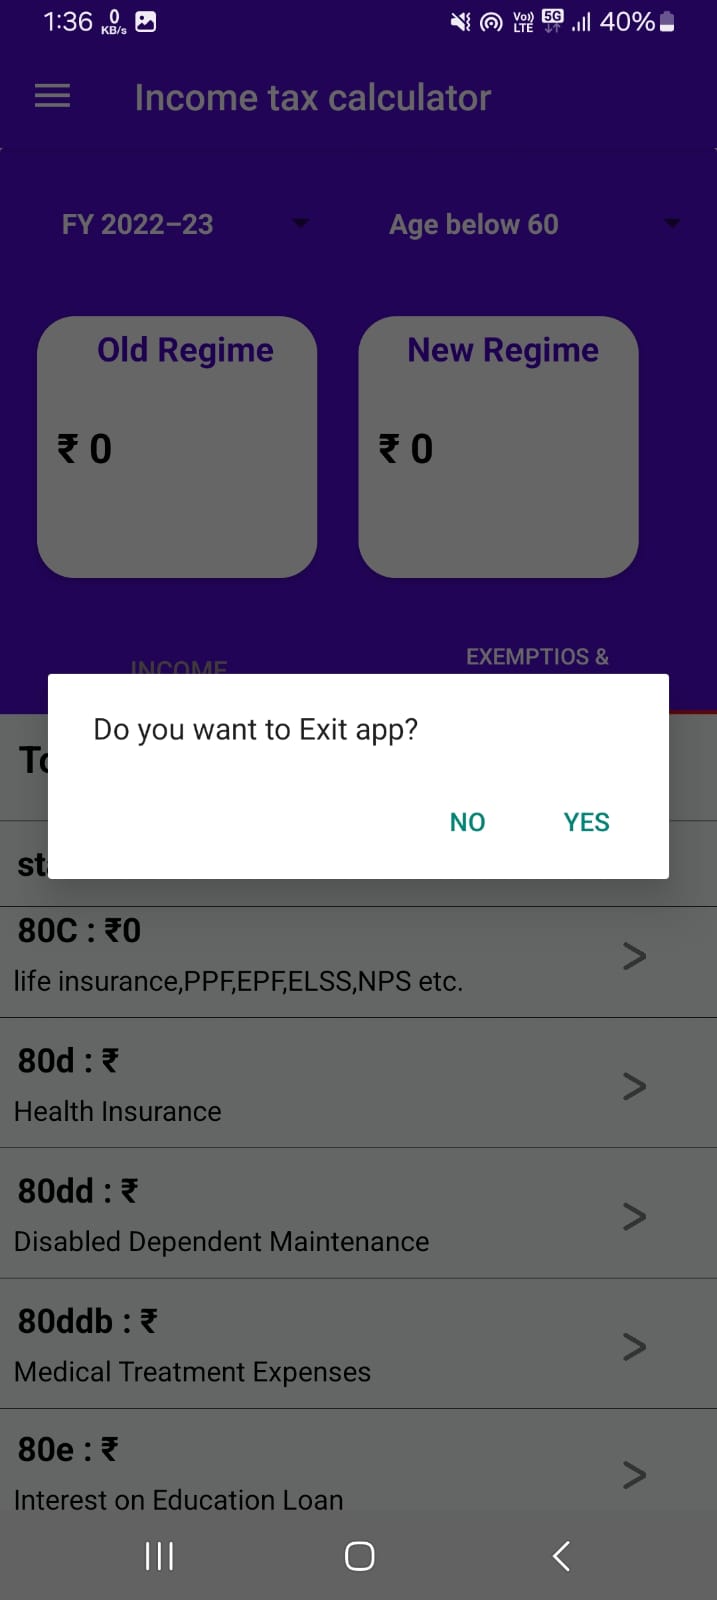 1:36 0 KB/s Vo)) LTE 5G 40%
Income tax calculator
FY 2022–23 Age below 60
Old Regime New Regime
₹ 0 ₹ 0
INCOME EXEMPTIOS &
Do you want to Exit app?
NO YES
80C : ₹0
life insurance,PPF,EPF,ELSS,NPS etc.
>
80d : ₹
Health Insurance
>
80dd : ₹
Disabled Dependent Maintenance
>
80ddb : ₹
Medical Treatment Expenses
>
80e : ₹
Interest on Education Loan
>